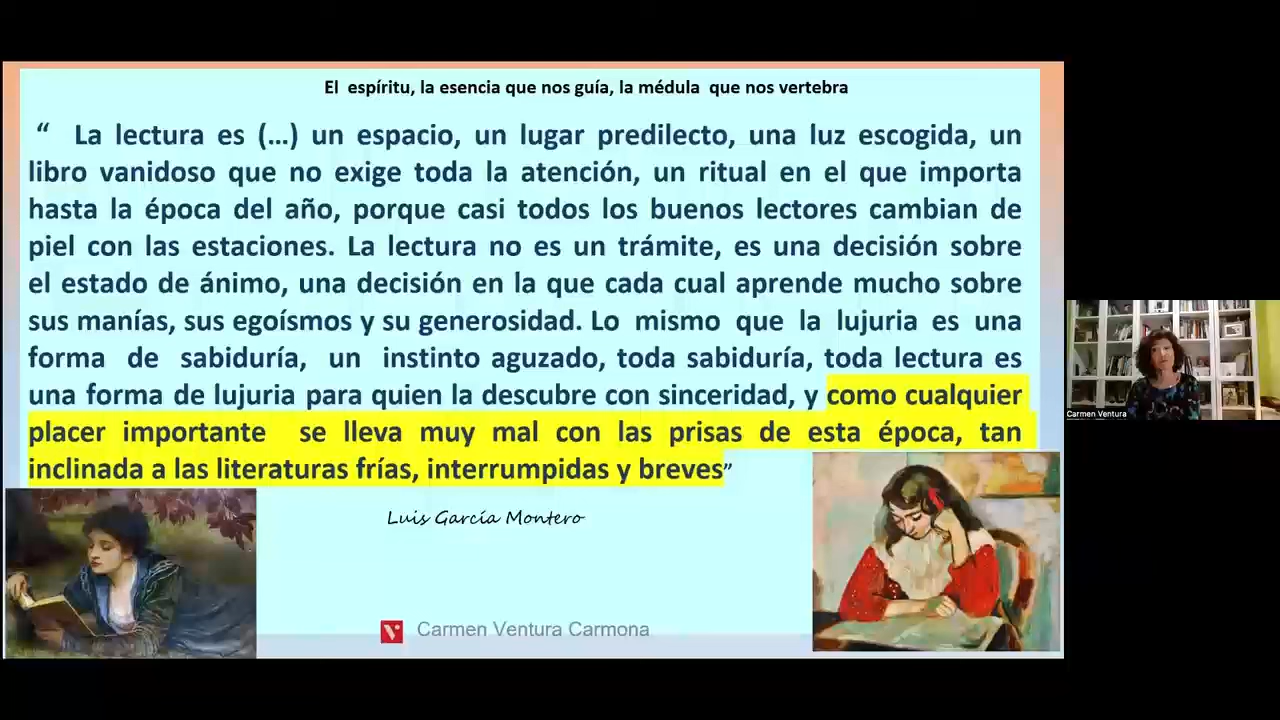 El espíritu, la esencia que nos guía, la médula que nos vertebra
“ La lectura es (...) un espacio, un lugar predilecto, una luz escogida, un
libro vanidoso que no exige toda la atención, un ritual en el que importa
hasta la época del año, porque casi todos los buenos lectores cambian de
piel con las estaciones. La lectura no es un trámite, es una decisión sobre
el estado de ánimo, una decisión en la que cada cual aprende mucho sobre
sus manías, sus egoísmos y su generosidad. Lo mismo que la lujuria es una
forma de sabiduría, un instinto aguzado, toda sabiduría, toda lectura es
una forma de lujuria para quien la descubre con sinceridad, y como cualquier
placer importante se lleva muy mal con las prisas de esta época, tan
inclinada a las literaturas frías, interrumpidas y breves”
Luis García Montero
Carmen Ventura Carmona
Carmen Ventura